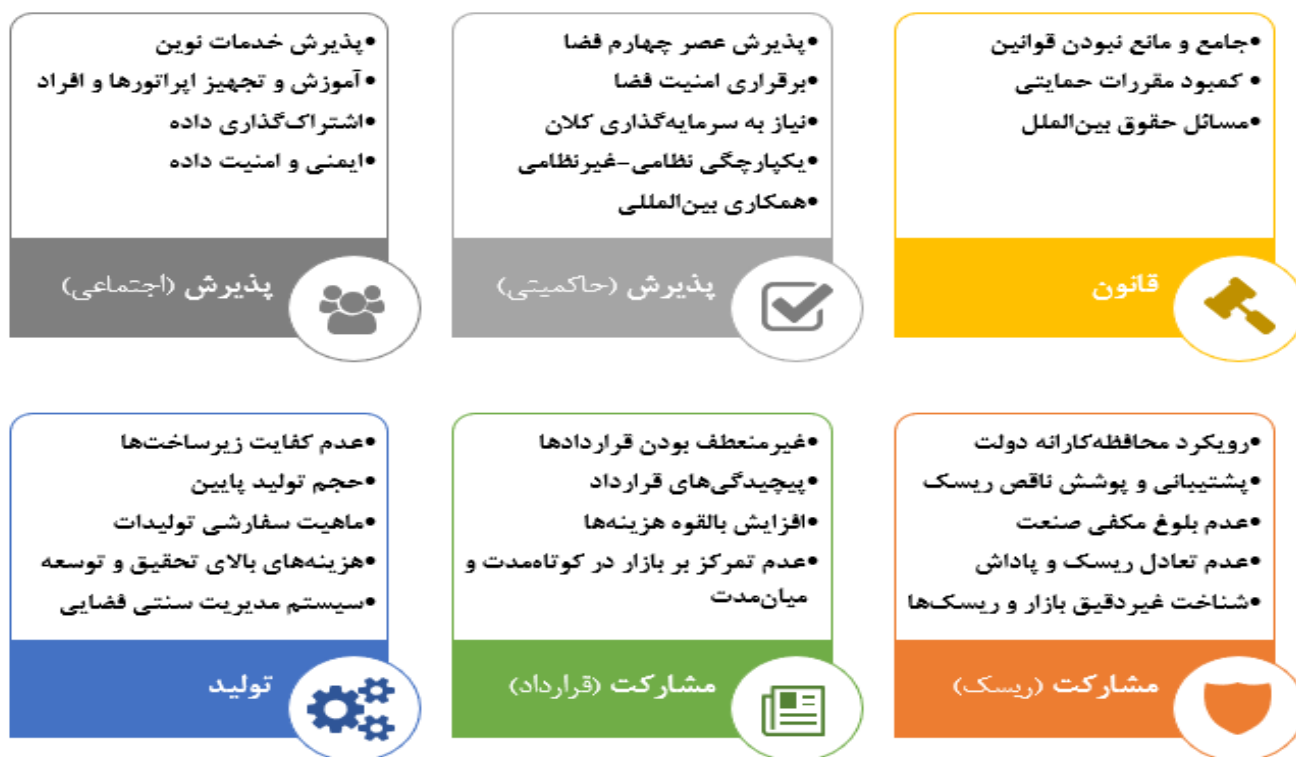 •جامع و مانع نبودن قوانین
• کمبود مقررات حمایتی
•مسائل حقوق بین‌الملل
قانون
•پذیرش عصر چهارم فضا
•برقراری امنیت فضا
•نیاز به سرمایه‌گذاری کلان
•یکپارچگی نظامی-غیرنظامی
•همکاری بین‌المللی
پذیرش (حاکمیتی)
•پذیرش خدمات نوین
•آموزش و تجهیز اپراتورها و افراد
•اشتراک‌گذاری داده
•ایمنی و امنیت داده
پذیرش (اجتماعی)
•رویکرد محافظه‌کارانه دولت
•پشتیبانی و پوشش ناقص ریسک
•عدم بلوغ مکفی صنعت
•عدم تعادل ریسک و پاداش
•شناخت غیردقیق بازار و ریسک‌ها
مشارکت (ریسک)
•غیرمنعطف بودن قراردادها
•پیچیدگی‌های قرارداد
•افزایش بالقوه هزینه‌ها
•عدم تمرکز بر بازار در کوتاه‌مدت و
میان‌مدت
مشارکت (قرارداد)
•عدم کفایت زیرساخت‌ها
•حجم تولید پایین
•ماهیت سفارشی تولیدات
•هزینه‌های بالای تحقیق و توسعه
•سیستم مدیریت سنتی فضایی
تولید